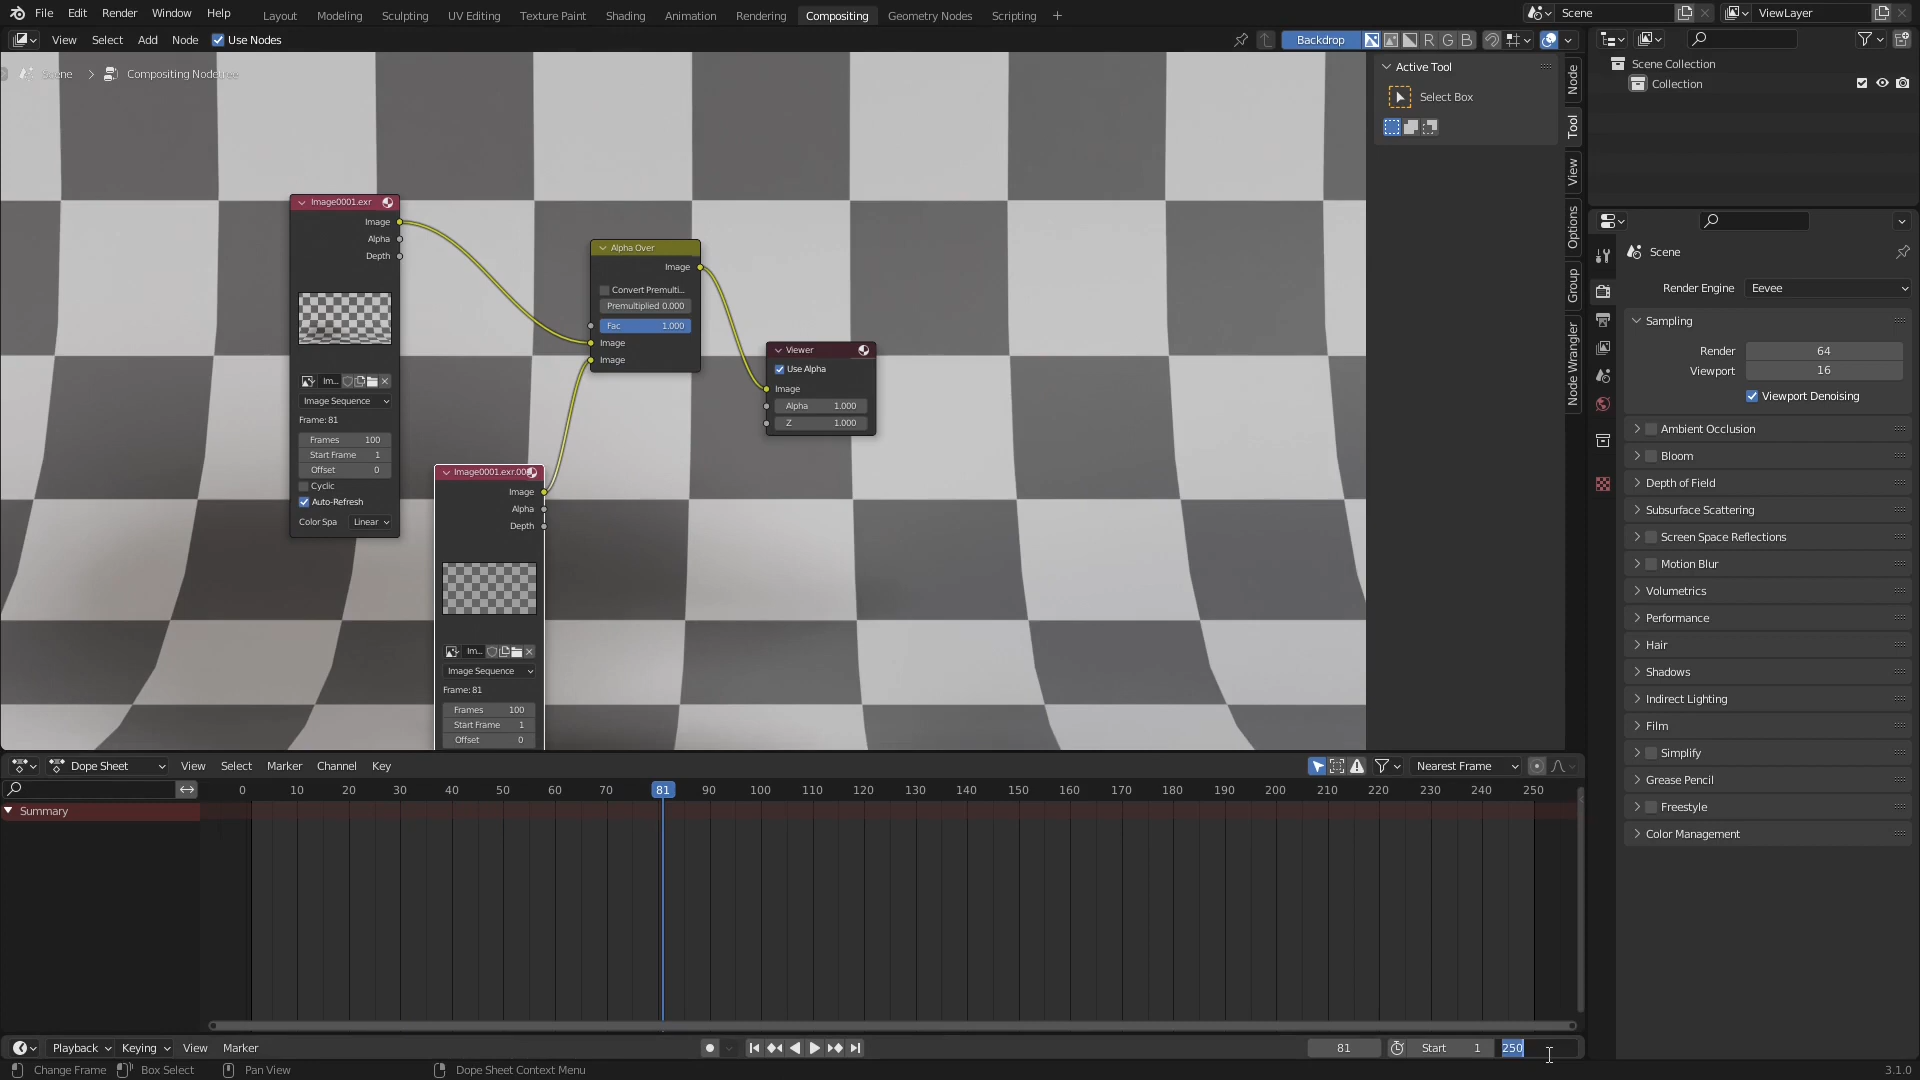 File Edit Render Window Help
Layout Modeling Sculpting UV Editing Texture Paint Shading Animation Rendering Compositing Geometry Nodes Scripting +
Scene
ViewLayer
View Select Add Node Use Nodes
Backdrop R G B
Scene > Compositing Nodetree
Active Tool
Select Box
Node
Tool
View
Options
Group
Node Wrangler
Scene Collection
Collection
Image0001.exr
Image
Alpha
Depth
Im...
Image Sequence
Frame: 81
Frames 100
Start Frame 1
Offset 0
Cyclic
Auto-Refresh
Color Spa Linear
Alpha Over
Image
Convert Premulti...
Premultiplied 0.000
Fac 1.000
Image
Image
Viewer
Use Alpha
Image
Alpha 1.000
Z 1.000
Image0001.exr.00
Image
Alpha
Depth
Im...
Image Sequence
Frame: 81
Frames 100
Start Frame 1
Offset 0
Scene
Render Engine Eevee
Sampling
Render 64
Viewport 16
Viewport Denoising
Ambient Occlusion
Bloom
Depth of Field
Subsurface Scattering
Screen Space Reflections
Motion Blur
Volumetrics
Performance
Hair
Shadows
Indirect Lighting
Film
Simplify
Grease Pencil
Freestyle
Color Management
Dope Sheet View Select Marker Channel Key
Nearest Frame
0 10 20 30 40 50 60 70 81 90 100 110 120 130 140 150 160 170 180 190 200 210 220 230 240 250
Summary
Playback Keying View Marker
81 Start 1 250
Change Frame Box Select Pan View Dope Sheet Context Menu
3.1.0